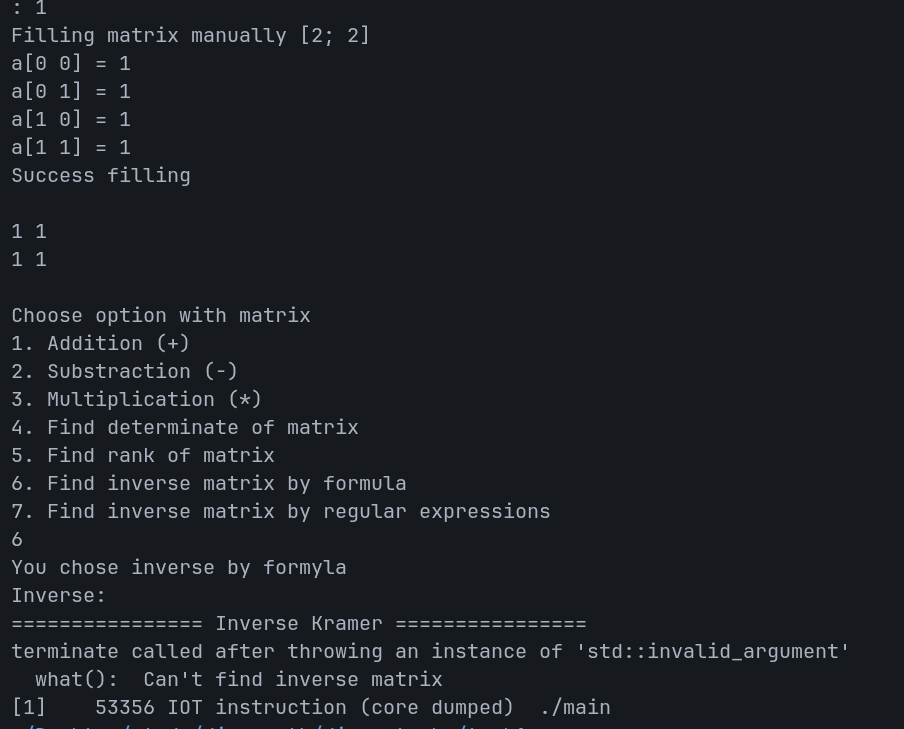 : 1
Filling matrix manually [2; 2]
a[0 0] = 1
a[0 1] = 1
a[1 0] = 1
a[1 1] = 1
Success filling
1 1
1 1
Choose option with matrix
1. Addition (+)
2. Substraction (-)
3. Multiplication (*)
4. Find determinate of matrix
5. Find rank of matrix
6. Find inverse matrix by formula
7. Find inverse matrix by regular expressions
6
You chose inverse by formyla
Inverse:
================ Inverse Kramer ================
terminate called after throwing an instance of 'std::invalid_argument'
  what():  Can't find inverse matrix
[1]    53356 IOT instruction (core dumped)  ./main